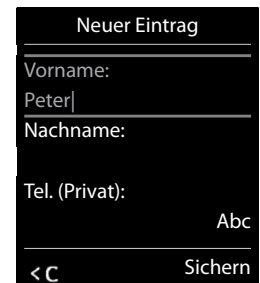 Neuer Eintrag
Vorname:
Peter
Nachname:
Tel. (Privat):
Abc
< C Sichern